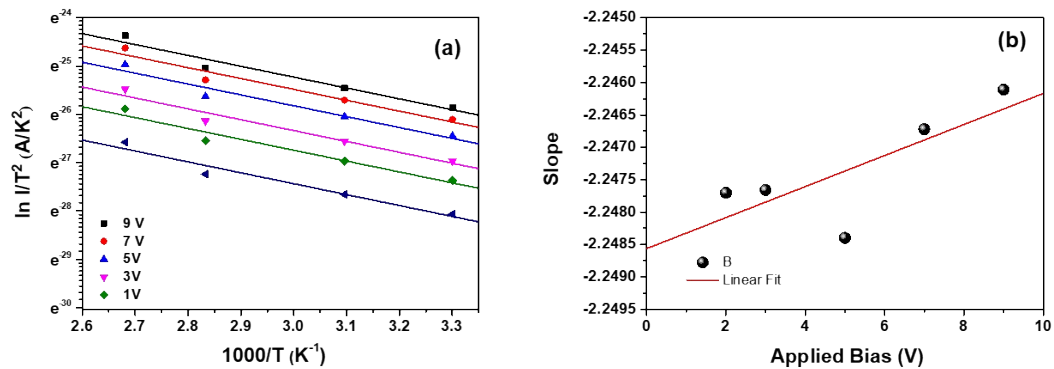 (a)
e-24
e-25
e-26
e-27
e-28
e-29
e-30
ln I/T2 (A/K2)
9 V
7 V
5V
3V
1V
2.6 2.7 2.8 2.9 3.0 3.1 3.2 3.3
1000/T (K-1)
(b)
-2.2450
-2.2455
-2.2460
-2.2465
-2.2470
-2.2475
-2.2480
-2.2485
-2.2490
-2.2495
Slope
B
Linear Fit
0 2 4 6 8 10
Applied Bias (V)